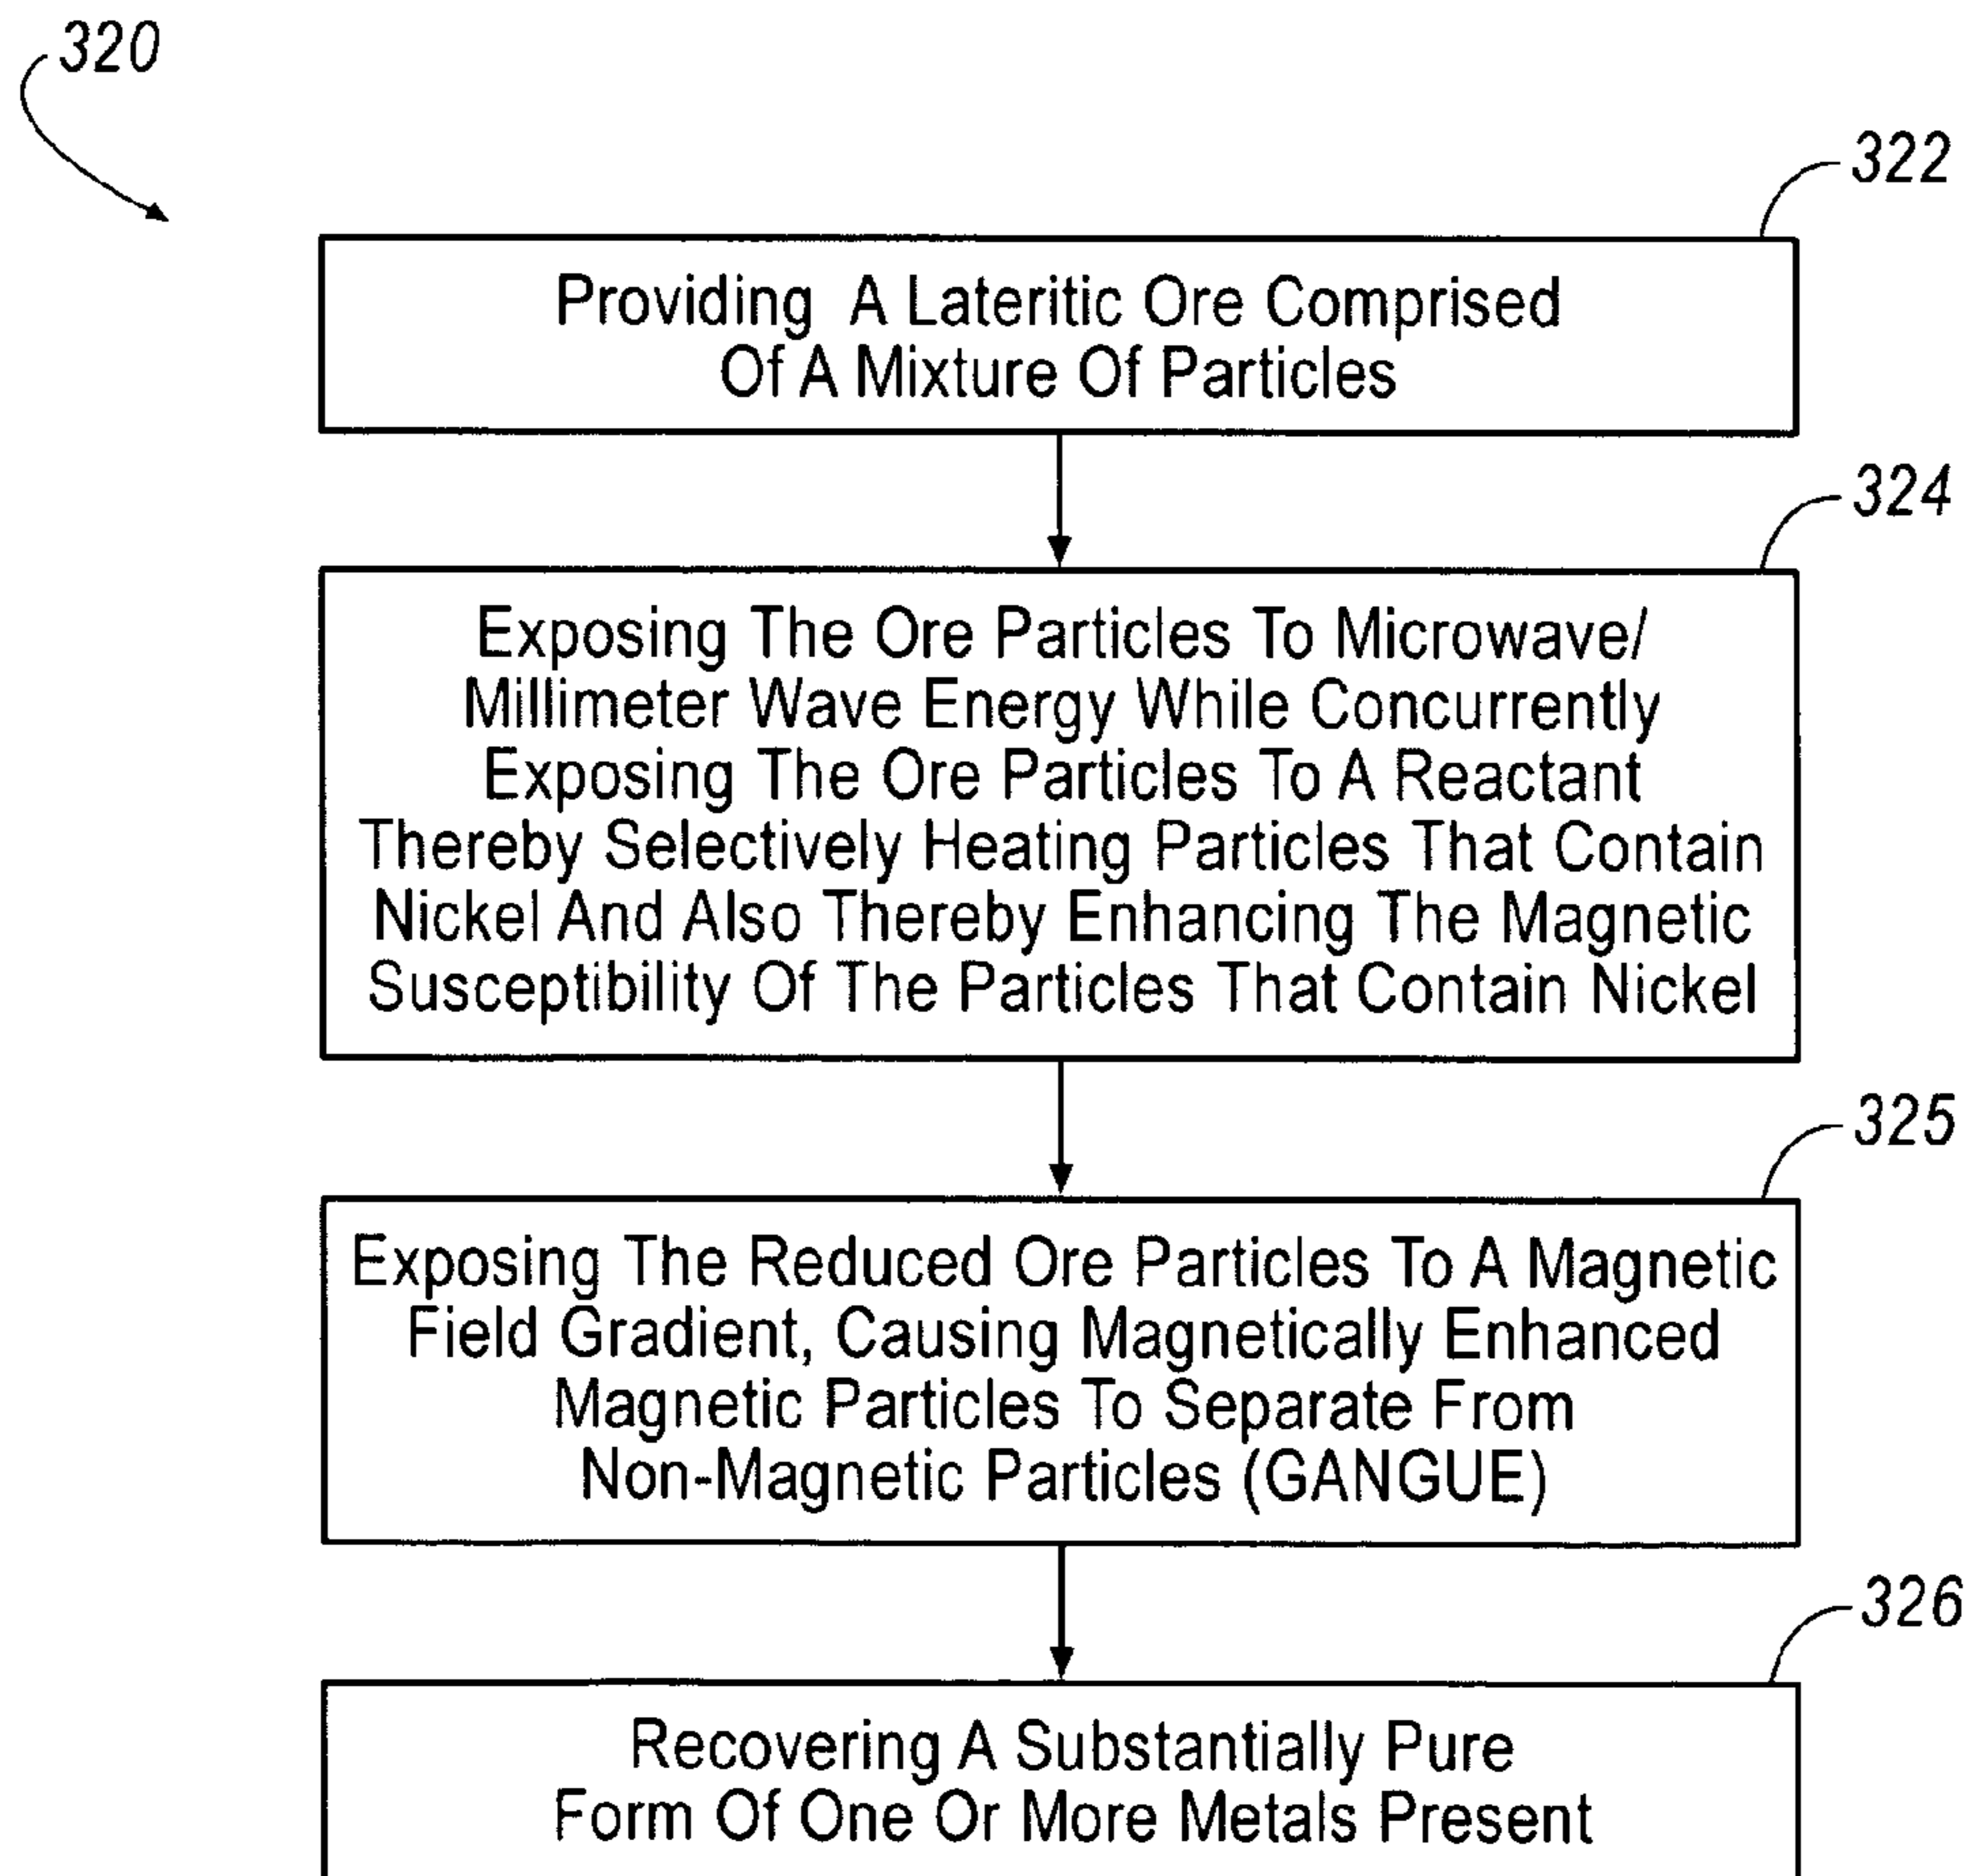 320
322
Providing A Lateritic Ore Comprised
Of A Mixture Of Particles
324
Exposing The Ore Particles To Microwave/
Millimeter Wave Energy While Concurrently
Exposing The Ore Particles To A Reactant
Thereby Selectively Heating Particles That Contain
Nickel And Also Thereby Enhancing The Magnetic
Susceptibility Of The Particles That Contain Nickel
325
Exposing The Reduced Ore Particles To A Magnetic
Field Gradient, Causing Magnetically Enhanced
Magnetic Particles To Separate From
Non-Magnetic Particles (GANGUE)
326
Recovering A Substantially Pure
Form Of One Or More Metals Present